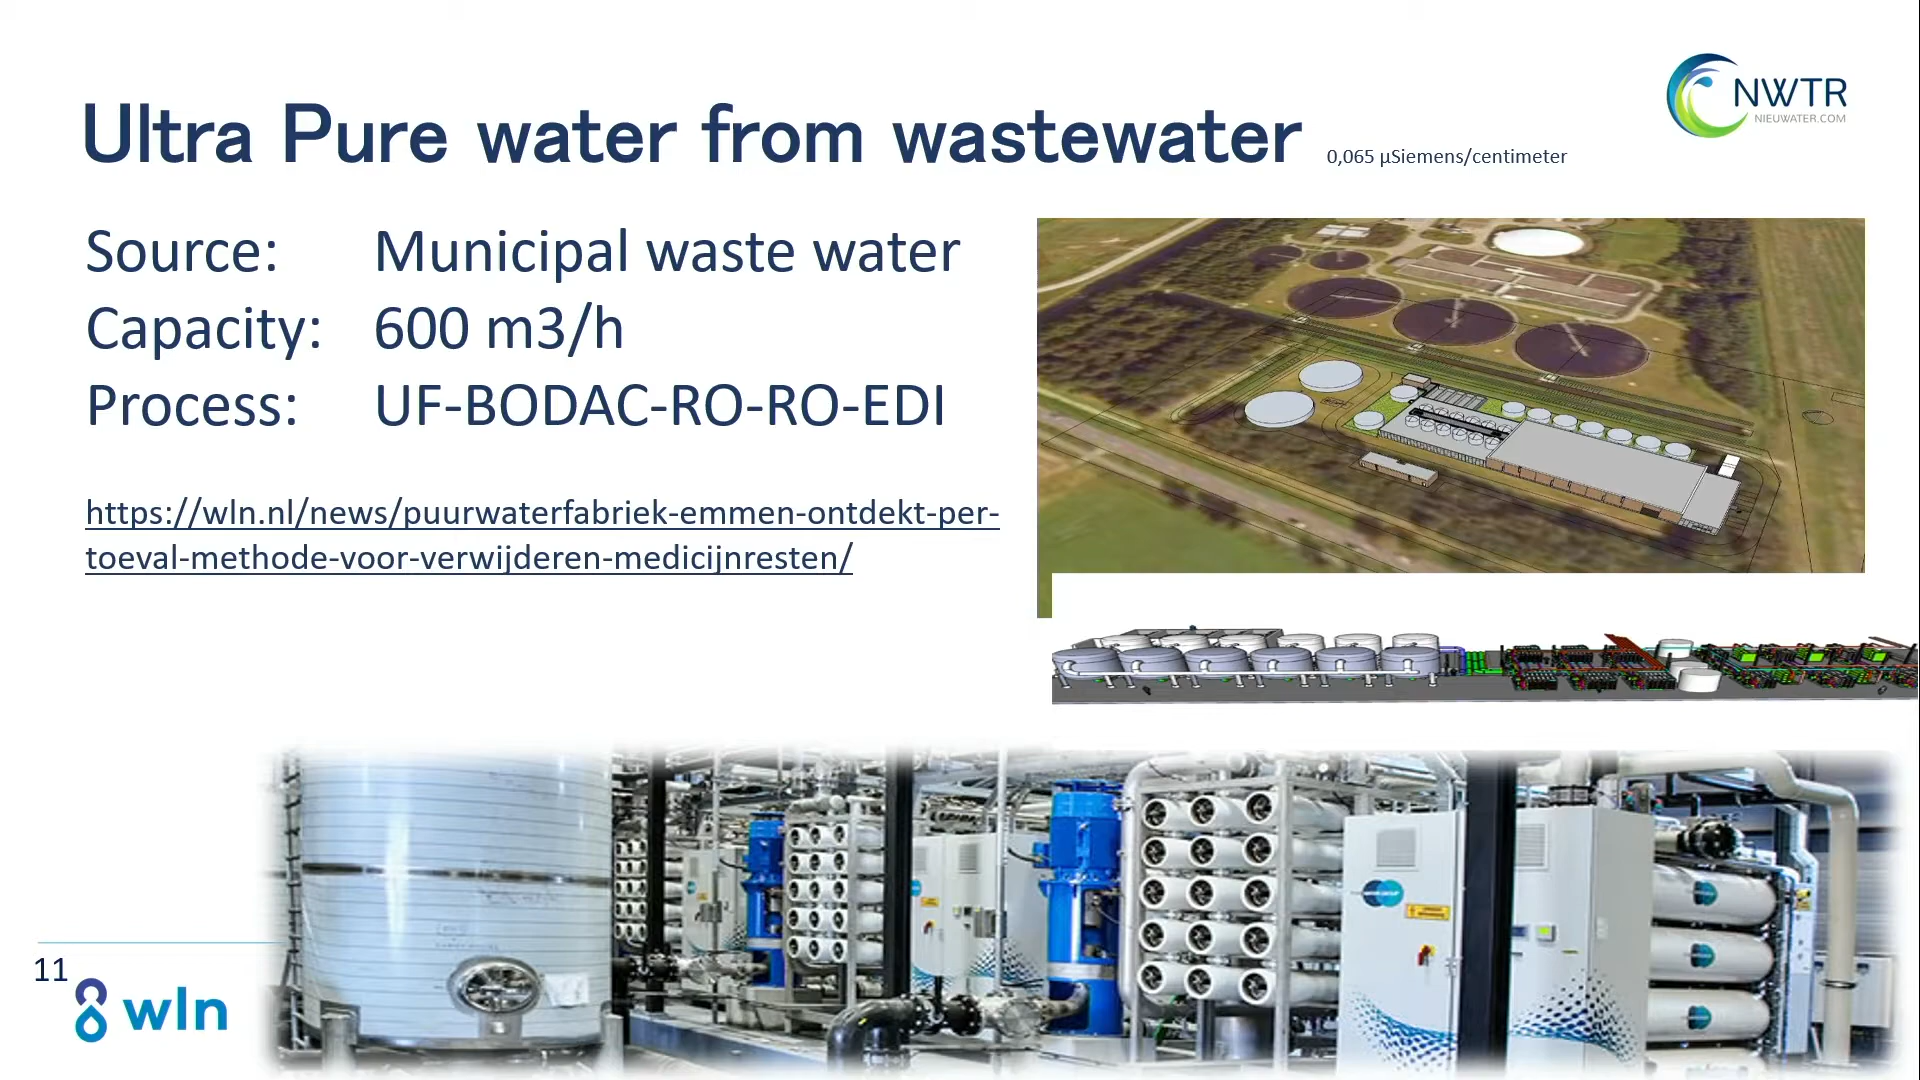 Ultra Pure water from wastewater 0,065 µSiemens/centimeter
NWTR
NIEUWATER.COM
Source: Municipal waste water
Capacity: 600 m3/h
Process: UF-BODAC-RO-RO-EDI
https://wln.nl/news/puurwaterfabriek-emmen-ontdekt-per-
toeval-methode-voor-verwijderen-medicijnresten/
11
wln